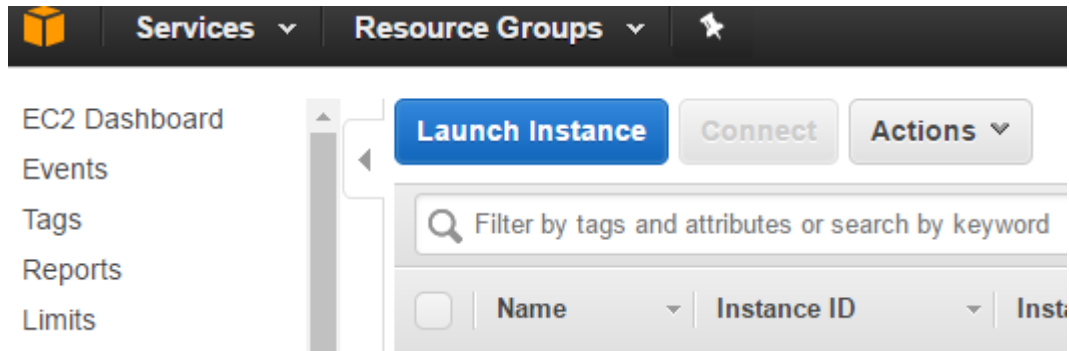 Services Resource Groups
EC2 Dashboard
Events
Tags
Reports
Limits
Launch Instance Connect Actions
Filter by tags and attributes or search by keyword
Name Instance ID